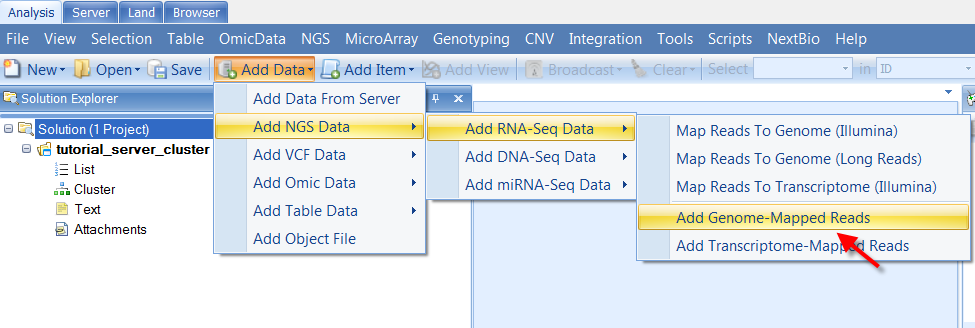 Analysis Server Land Browser
File View Selection Table OmicData NGS MicroArray Genotyping CNV Integration Tools Scripts NextBio Help
New Open Save Add Data Add Item Add View Broadcast Clear Select in ID
Solution Explorer
Solution (1 Project)
tutorial_server_cluster
List
Cluster
Text
Attachments
Add Data From Server
Add NGS Data
Add VCF Data
Add Omic Data
Add Table Data
Add Object File
Add RNA-Seq Data
Add DNA-Seq Data
Add miRNA-Seq Data
Map Reads To Genome (Illumina)
Map Reads To Genome (Long Reads)
Map Reads To Transcriptome (Illumina)
Add Genome-Mapped Reads
Add Transcriptome-Mapped Reads